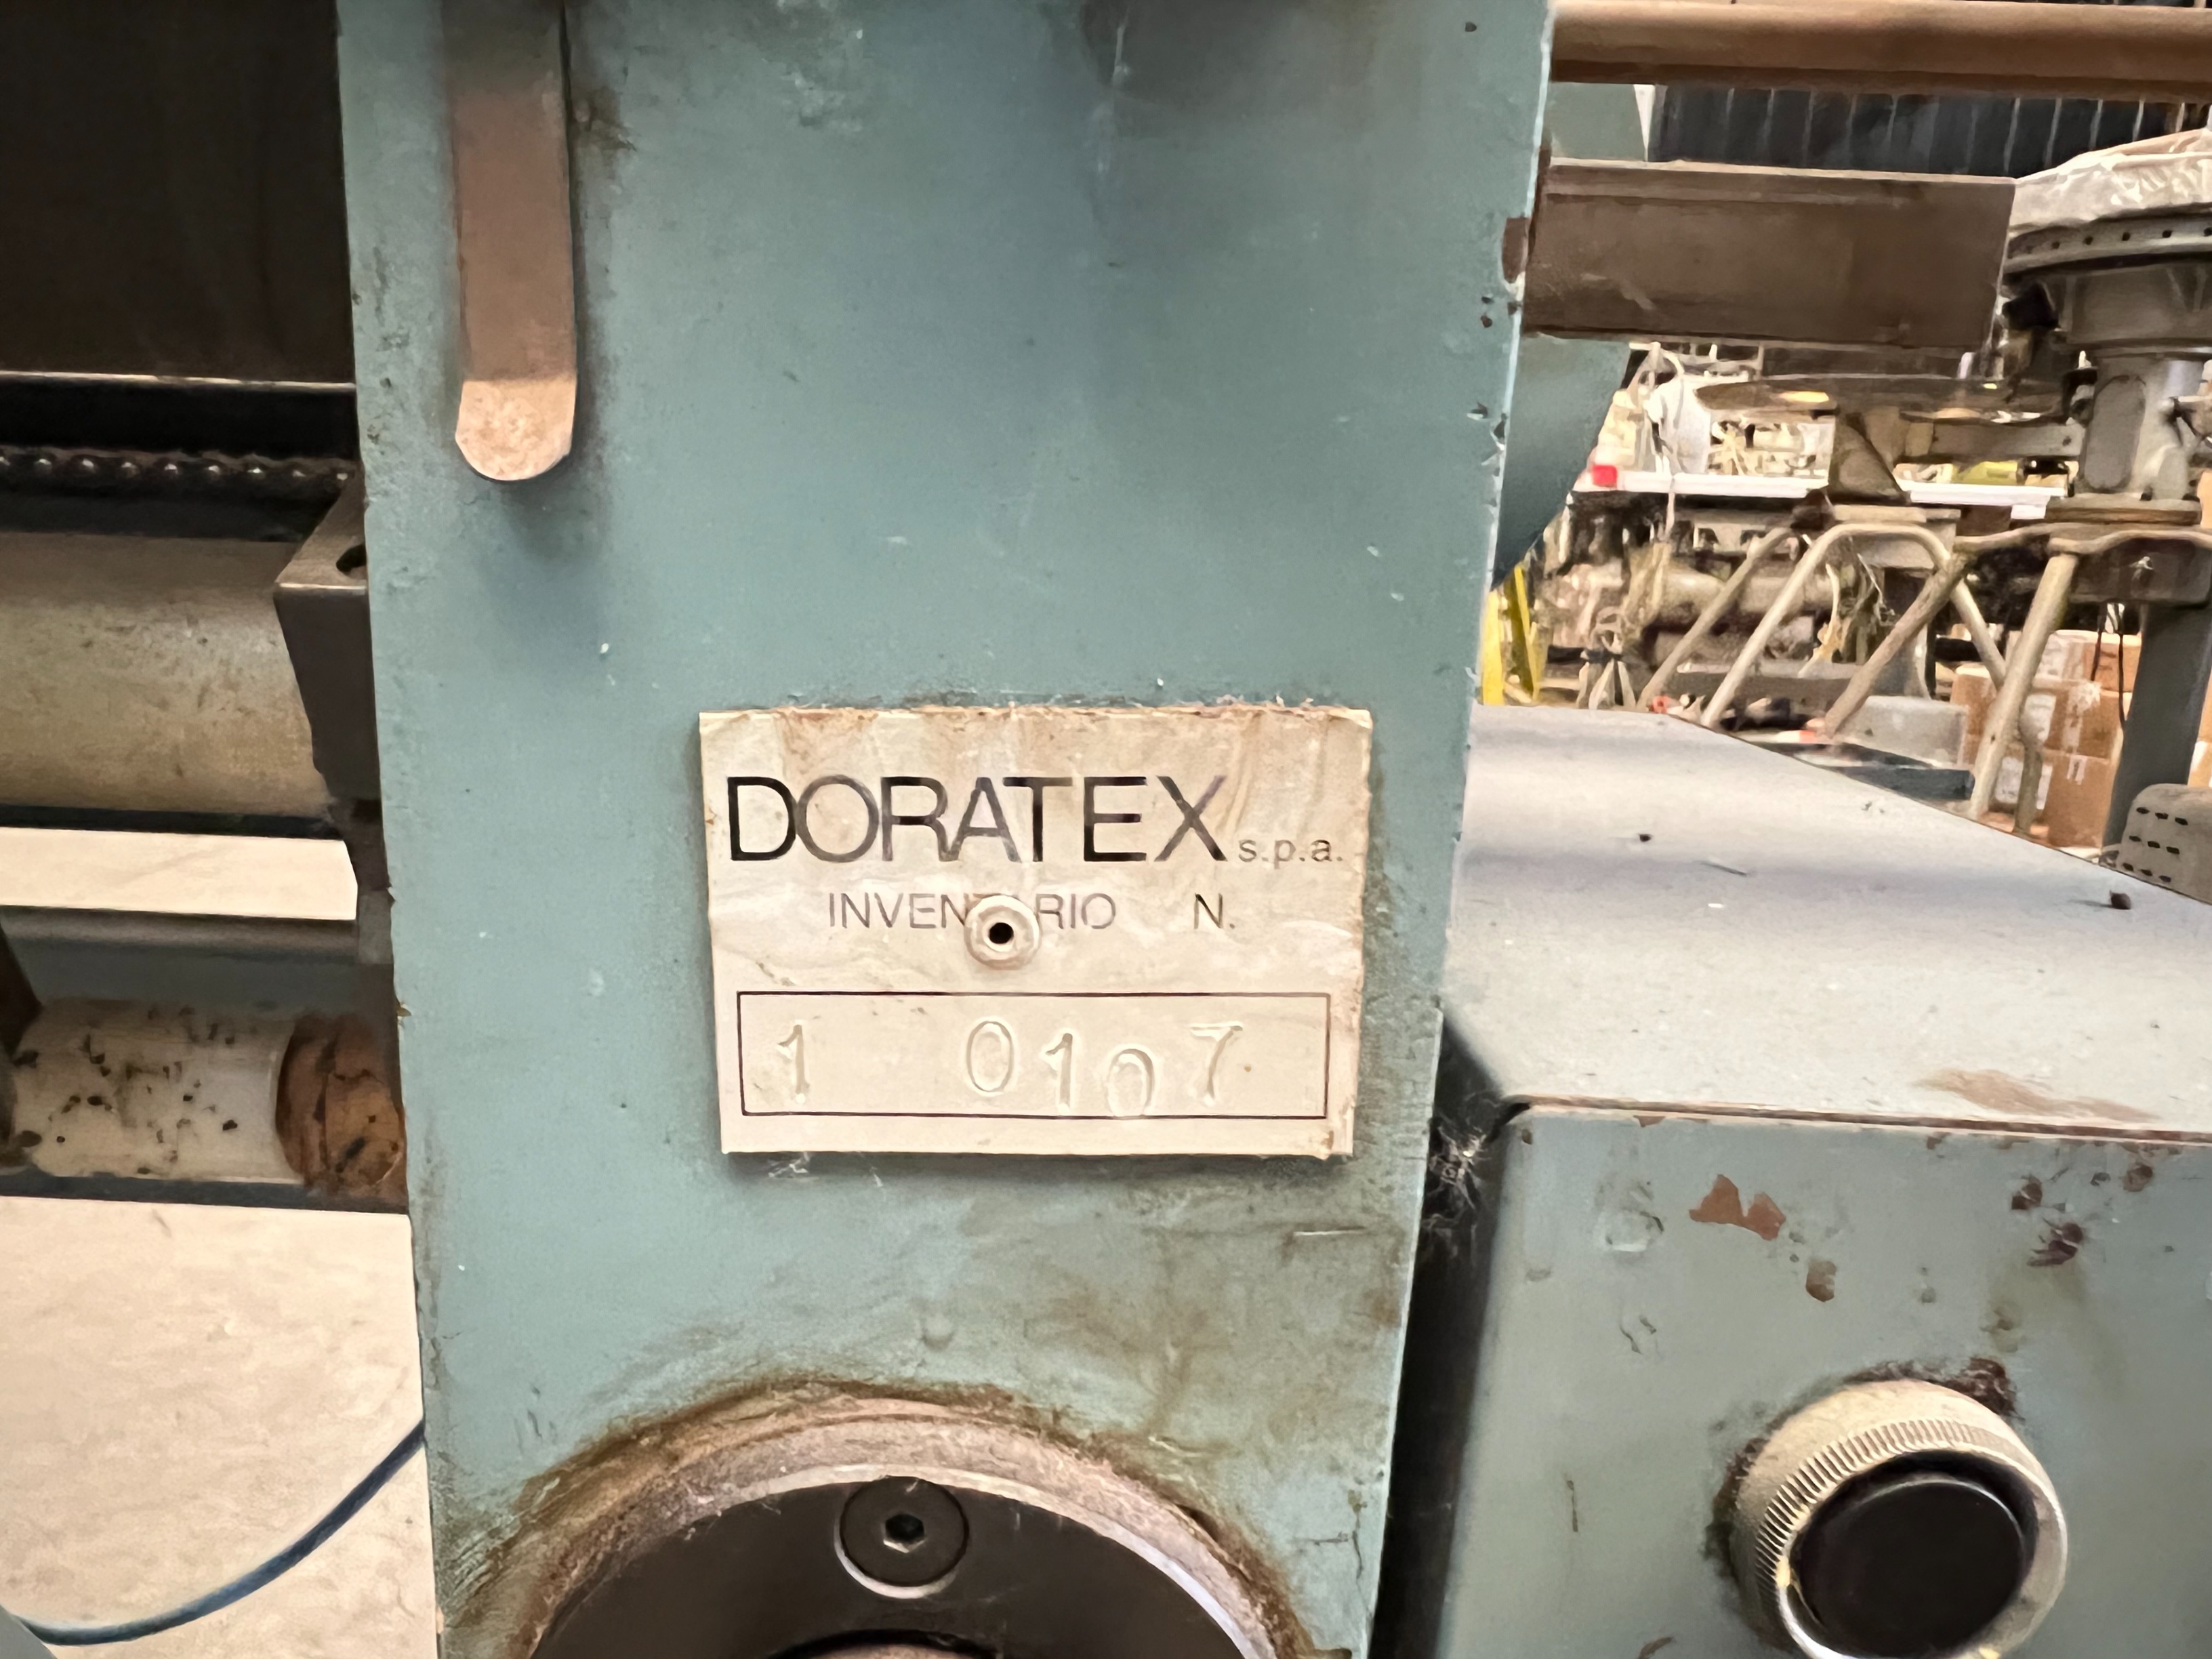 DORATEX s.p.a.
INVENTARIO N.
1 0107